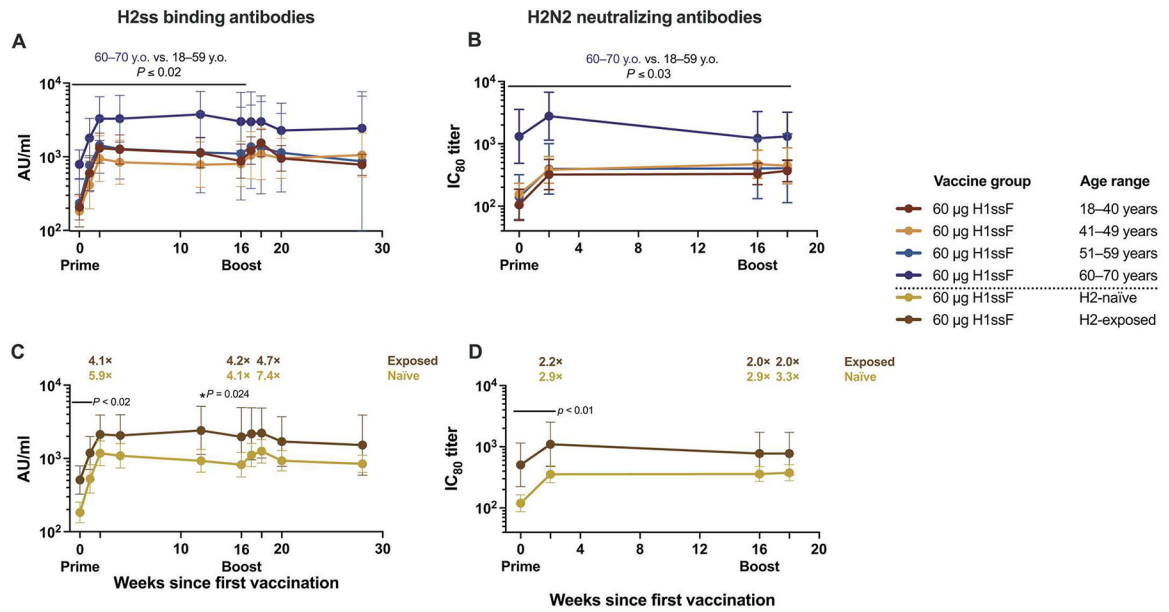 H2ss binding antibodies
H2N2 neutralizing antibodies
A
60–70 y.o. vs. 18–59 y.o.
P ≤ 0.02
AU/ml
10⁴
10³
10²
0 10 16 20 30
Prime Boost
B
60–70 y.o. vs. 18–59 y.o.
P ≤ 0.03
IC₈₀ titer
10⁴
10³
10²
0 4 8 12 16 20
Prime Boost
Vaccine group Age range
60 µg H1ssF 18–40 years
60 µg H1ssF 41–49 years
60 µg H1ssF 51–59 years
60 µg H1ssF 60–70 years
60 µg H1ssF H2-naïve
60 µg H1ssF H2-exposed
C
4.1× 4.2× 4.7× Exposed
5.9× 4.1× 7.4× Naïve
P < 0.02
*P = 0.024
AU/ml
10⁴
10³
10²
0 10 16 20 30
Prime Boost
Weeks since first vaccination
D
2.2× 2.0× 2.0× Exposed
2.9× 2.9× 3.3× Naïve
p < 0.01
IC₈₀ titer
10⁴
10³
10²
0 4 8 12 16 20
Prime Boost
Weeks since first vaccination